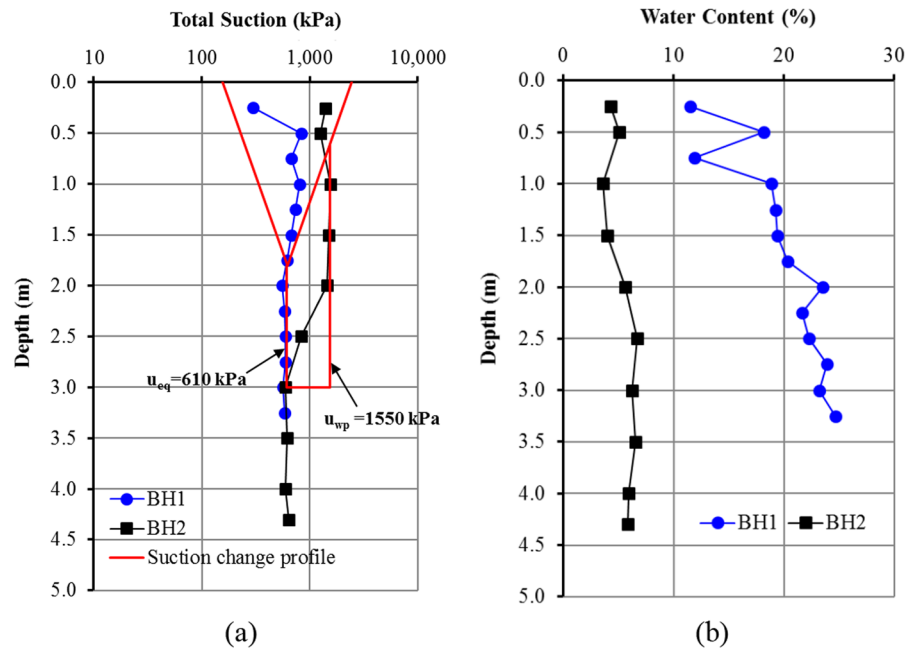 Total Suction (kPa)
10 100 1,000 10,000
0.0
0.5
1.0
1.5
2.0
2.5
3.0
3.5
4.0
4.5
5.0
Depth (m)
ueq=610 kPa
uwp =1550 kPa
BH1
BH2
Suction change profile
(a)
Water Content (%)
0 10 20 30
0.0
0.5
1.0
1.5
2.0
2.5
3.0
3.5
4.0
4.5
5.0
Depth (m)
BH1 BH2
(b)